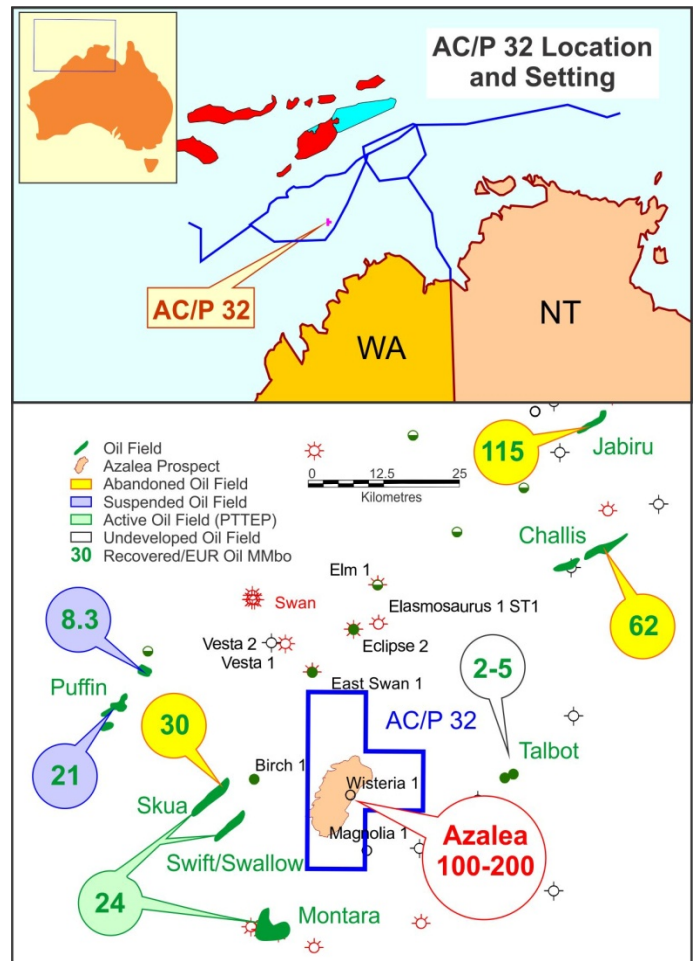 AC/P 32 Location
and Setting
AC/P 32
WA
NT
Oil Field
Azalea Prospect
Abandoned Oil Field
Suspended Oil Field
Active Oil Field (PTTEP)
Undeveloped Oil Field
30 Recovered/EUR Oil MMbo
0 12.5 25
Kilometres
115
Jabiru
Challis
62
Elm 1
Swan
Elasmosaurus 1 ST1
Vesta 2
Eclipse 2
Vesta 1
8.3
East Swan 1
2-5
Puffin
AC/P 32
21
30
Talbot
Birch 1
Wisteria 1
Skua
Magnolia 1
Azalea
100-200
Swift/Swallow
24
Montara